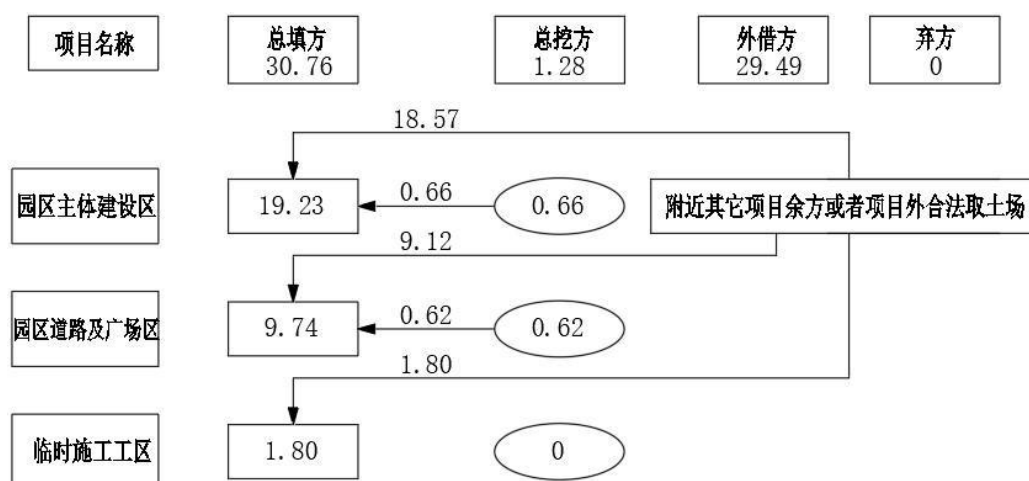 项目名称
总填方
30.76
总挖方
1.28
外借方
29.49
弃方
0
18.57
园区主体建设区
19.23
0.66
0.66
附近其它项目余方或者项目外合法取土场
9.12
园区道路及广场区
9.74
0.62
0.62
1.80
临时施工工区
1.80
0